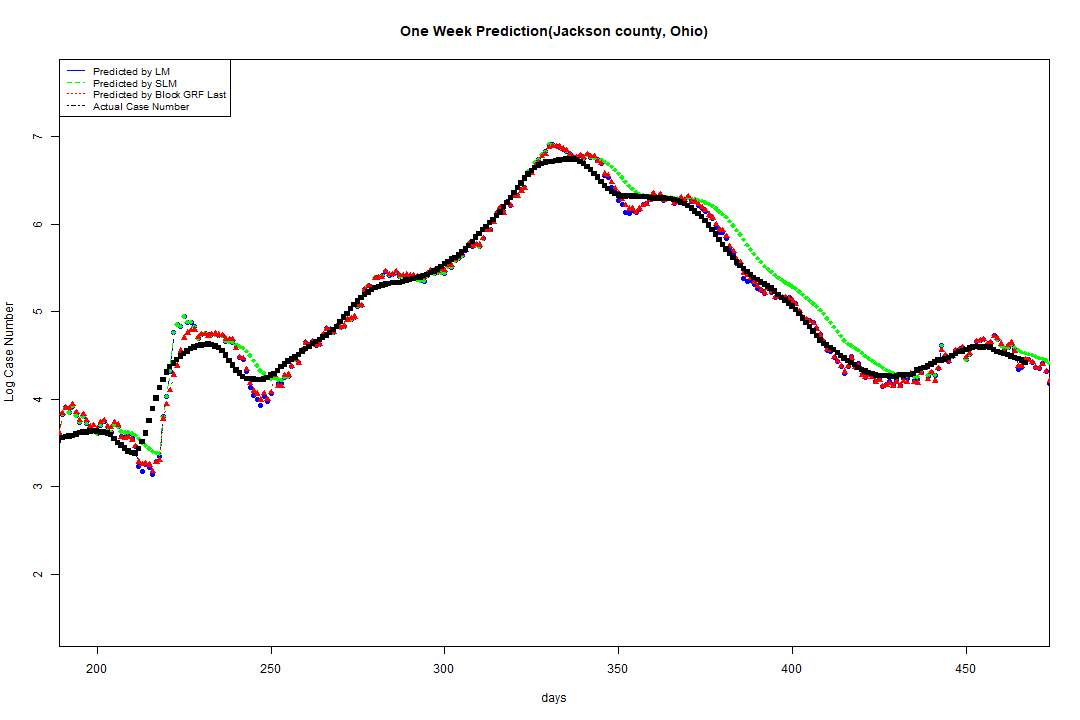 One Week Prediction(Jackson county, Ohio)
Predicted by LM
Predicted by SLM
Predicted by Block GRF Last
Actual Case Number
Log Case Number
7
6
5
4
3
2
200 250 300 350 400 450
days